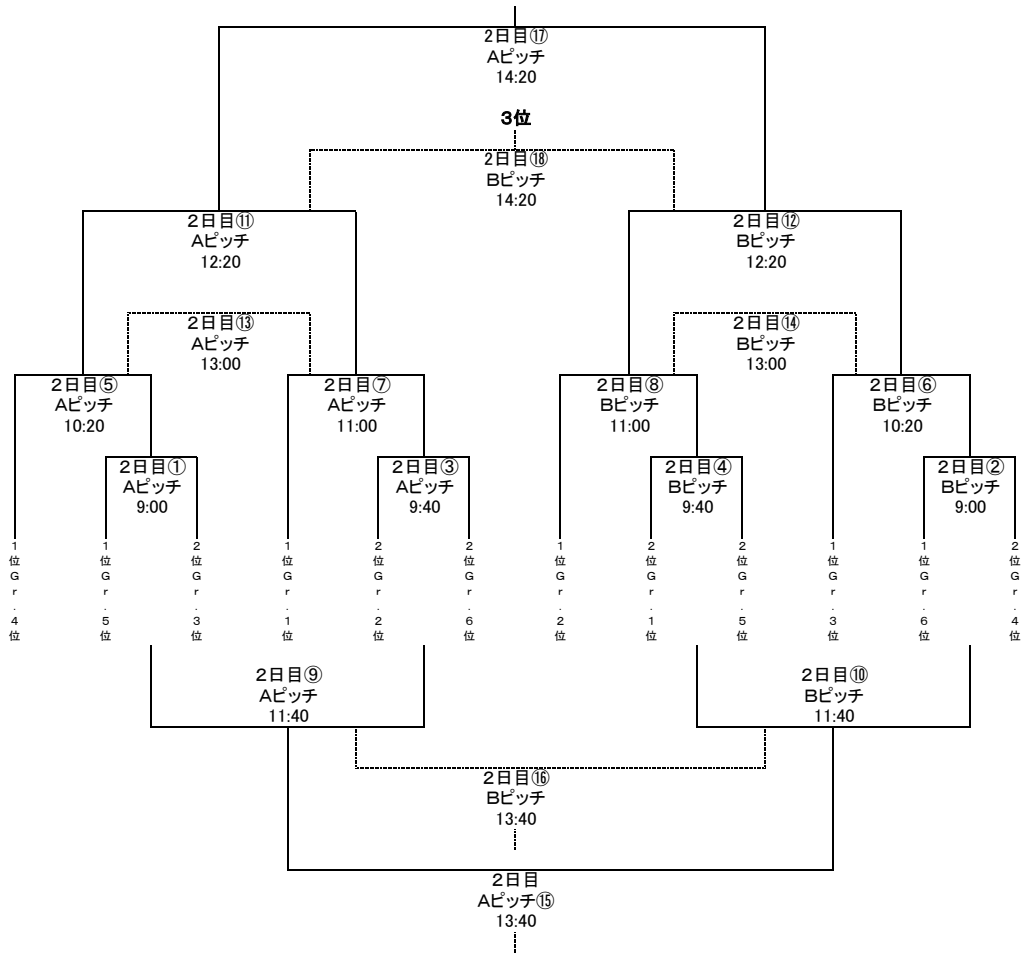 2日目⑰
Aピッチ
14:20
3位
2日目⑱
Bピッチ
14:20
2日目⑪
Aピッチ
12:20
2日目⑫
Bピッチ
12:20
2日目⑬
Aピッチ
13:00
2日目⑭
Bピッチ
13:00
2日目⑤
Aピッチ
10:20
2日目⑦
Aピッチ
11:00
2日目⑧
Bピッチ
11:00
2日目⑥
Bピッチ
10:20
2日目①
Aピッチ
9:00
2日目③
Aピッチ
9:40
2日目④
Bピッチ
9:40
2日目②
Bピッチ
9:00
1位Gr.4位
1位Gr.5位
2位Gr.3位
1位Gr.1位
2位Gr.2位
2位Gr.6位
1位Gr.2位
2位Gr.1位
2位Gr.5位
1位Gr.3位
1位Gr.6位
2位Gr.4位
2日目⑨
Aピッチ
11:40
2日目⑩
Bピッチ
11:40
2日目⑯
Bピッチ
13:40
2日目
Aピッチ⑮
13:40